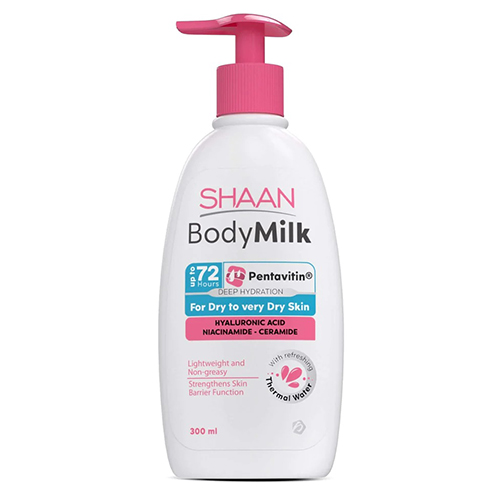 SHAAN
BodyMilk
up to 72 Hours
Pentavitin®
DEEP HYDRATION
For Dry to very Dry Skin
HYALURONIC ACID
NIACINAMIDE - CERAMIDE
Lightweight and
Non-greasy
Strengthens Skin
Barrier Function
With refreshing
Thermal Water
300 ml